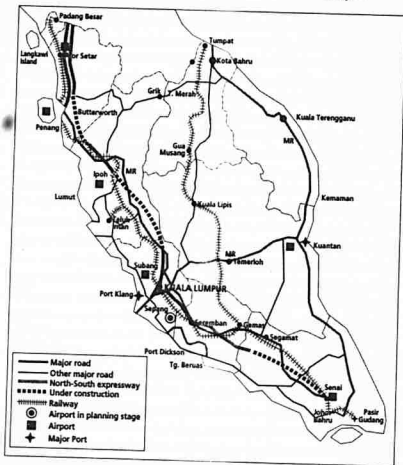 Padang Besar
Langkawi
Island
Alor Setar
Tumpat
Kota Bahru
Grik
T. Merah
Butterworth
Penang
Kuala Terengganu
MR
Gua
Musang
Ipoh
MR
Lumut
Kemaman
Teluk
Intan
Kuala Lipis
Kuantan
MR
Temerloh
Subang
KUALA LUMPUR
Port Klang
Sepang
Seremban
Gemas
Segamat
Port Dickson
Tg. Beruas
Senai
Johor
Bahru
Pasir
Gudang
Major road
Other major road
North-South expressway
Under construction
Railway
Airport in planning stage
Airport
Major Port